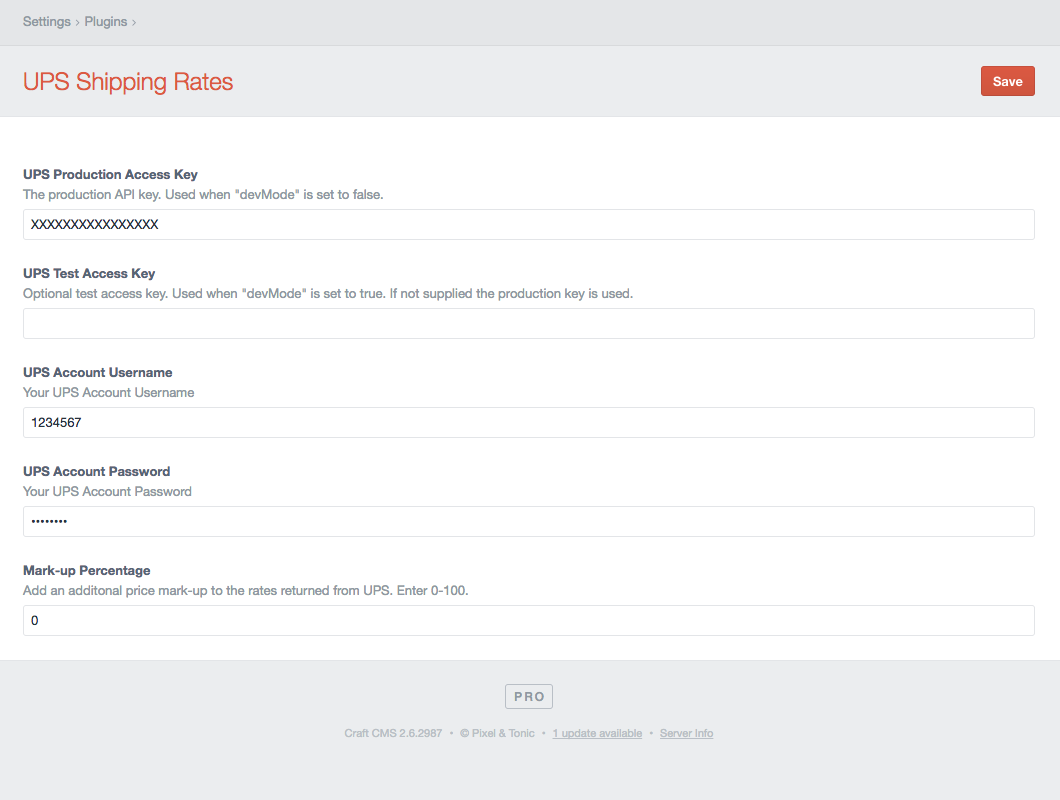 Settings › Plugins ›
UPS Shipping Rates
Save
UPS Production Access Key
The production API key. Used when "devMode" is set to false.
XXXXXXXXXXXXXXXX
UPS Test Access Key
Optional test access key. Used when "devMode" is set to true. If not supplied the production key is used.
UPS Account Username
Your UPS Account Username
1234567
UPS Account Password
Your UPS Account Password
••••••••
Mark-up Percentage
Add an additonal price mark-up to the rates returned from UPS. Enter 0-100.
0
PRO
Craft CMS 2.6.2987 • © Pixel & Tonic • 1 update available • Server Info